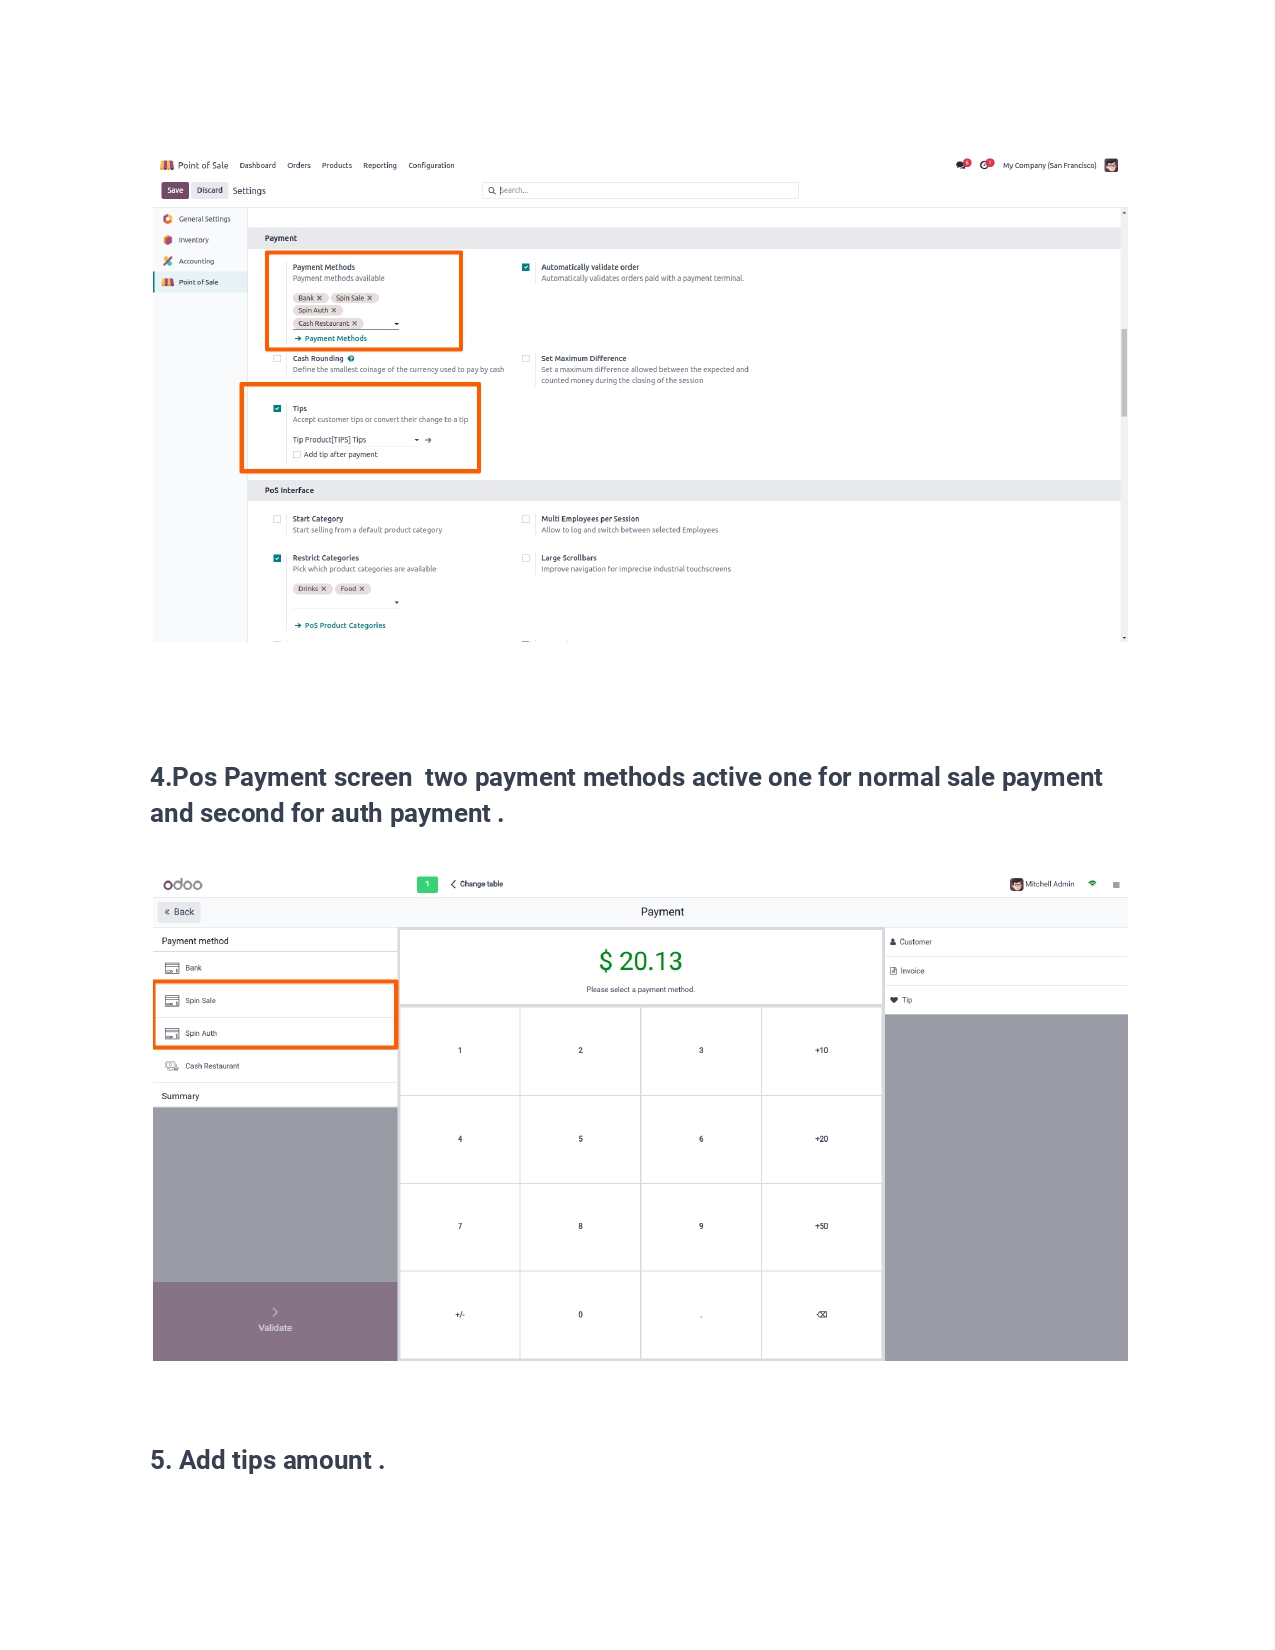 Point of Sale Dashboard Orders Products Reporting Configuration 6 1 My Company (San Francisco)
Save Discard Settings Search...
General Settings
Inventory
Accounting
Point of Sale
Payment
Payment Methods
Payment methods available
Bank × Spin Sale ×
Spin Auth ×
Cash Restaurant ×
→ Payment Methods
Automatically validate order
Automatically validates orders paid with a payment terminal.
Cash Rounding ?
Define the smallest coinage of the currency used to pay by cash
Set Maximum Difference
Set a maximum difference allowed between the expected and
counted money during the closing of the session
Tips
Accept customer tips or convert their change to a tip
Tip Product[TIPS] Tips →
Add tip after payment
PoS Interface
Start Category
Start selling from a default product category
Multi Employees per Session
Allow to log and switch between selected Employees
Restrict Categories
Pick which product categories are available
Drinks × Food ×
→ PoS Product Categories
Large Scrollbars
Improve navigation for imprecise industrial touchscreens
4.Pos Payment screen two payment methods active one for normal sale payment
and second for auth payment .
odoo 1 Change table Mitchell Admin
« Back Payment
Payment method
Bank
Spin Sale
Spin Auth
Cash Restaurant
Summary
> Validate
$ 20.13
Please select a payment method.
1 2 3 +10
4 5 6 +20
7 8 9 +50
+/- 0 . ⌫
Customer
Invoice
Tip
5. Add tips amount .